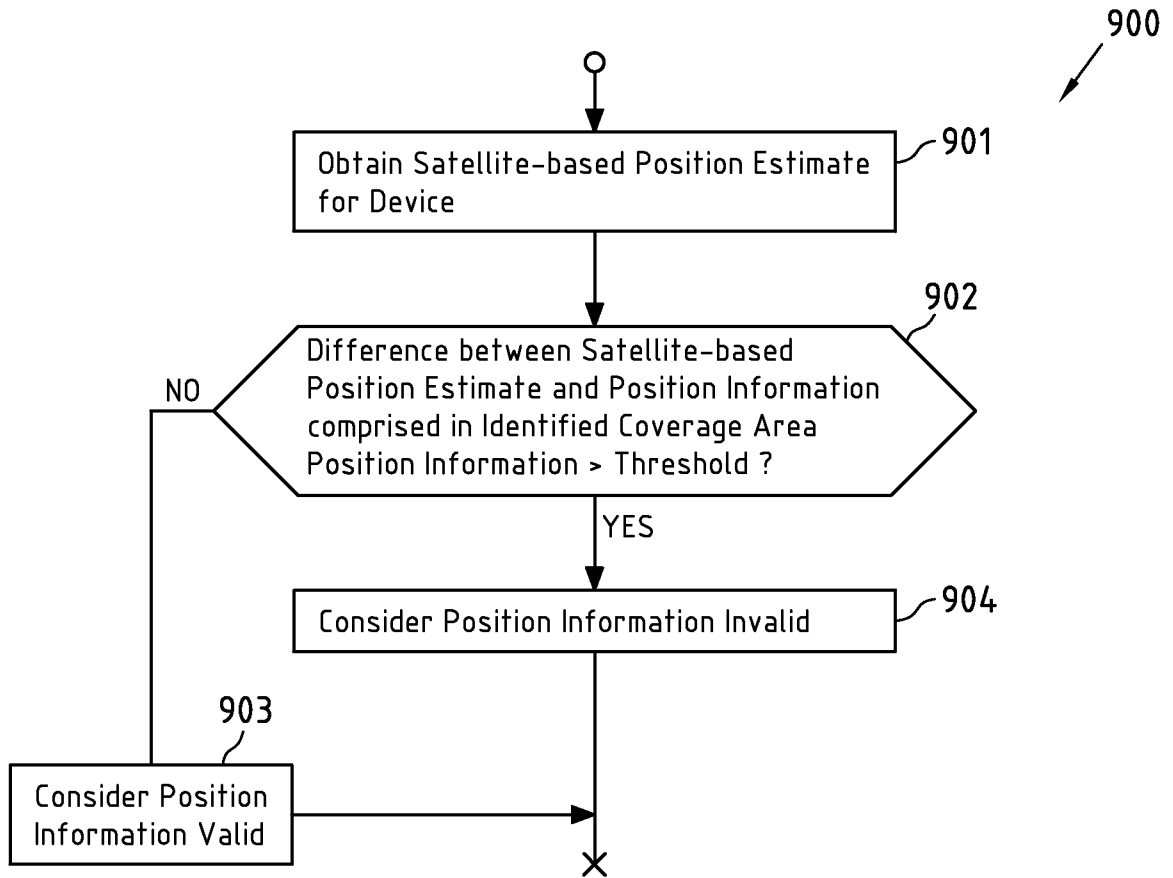 900
901
Obtain Satellite-based Position Estimate
for Device
902
Difference between Satellite-based
Position Estimate and Position Information
comprised in Identified Coverage Area
Position Information > Threshold ?
NO
YES
904
Consider Position Information Invalid
903
Consider Position
Information Valid